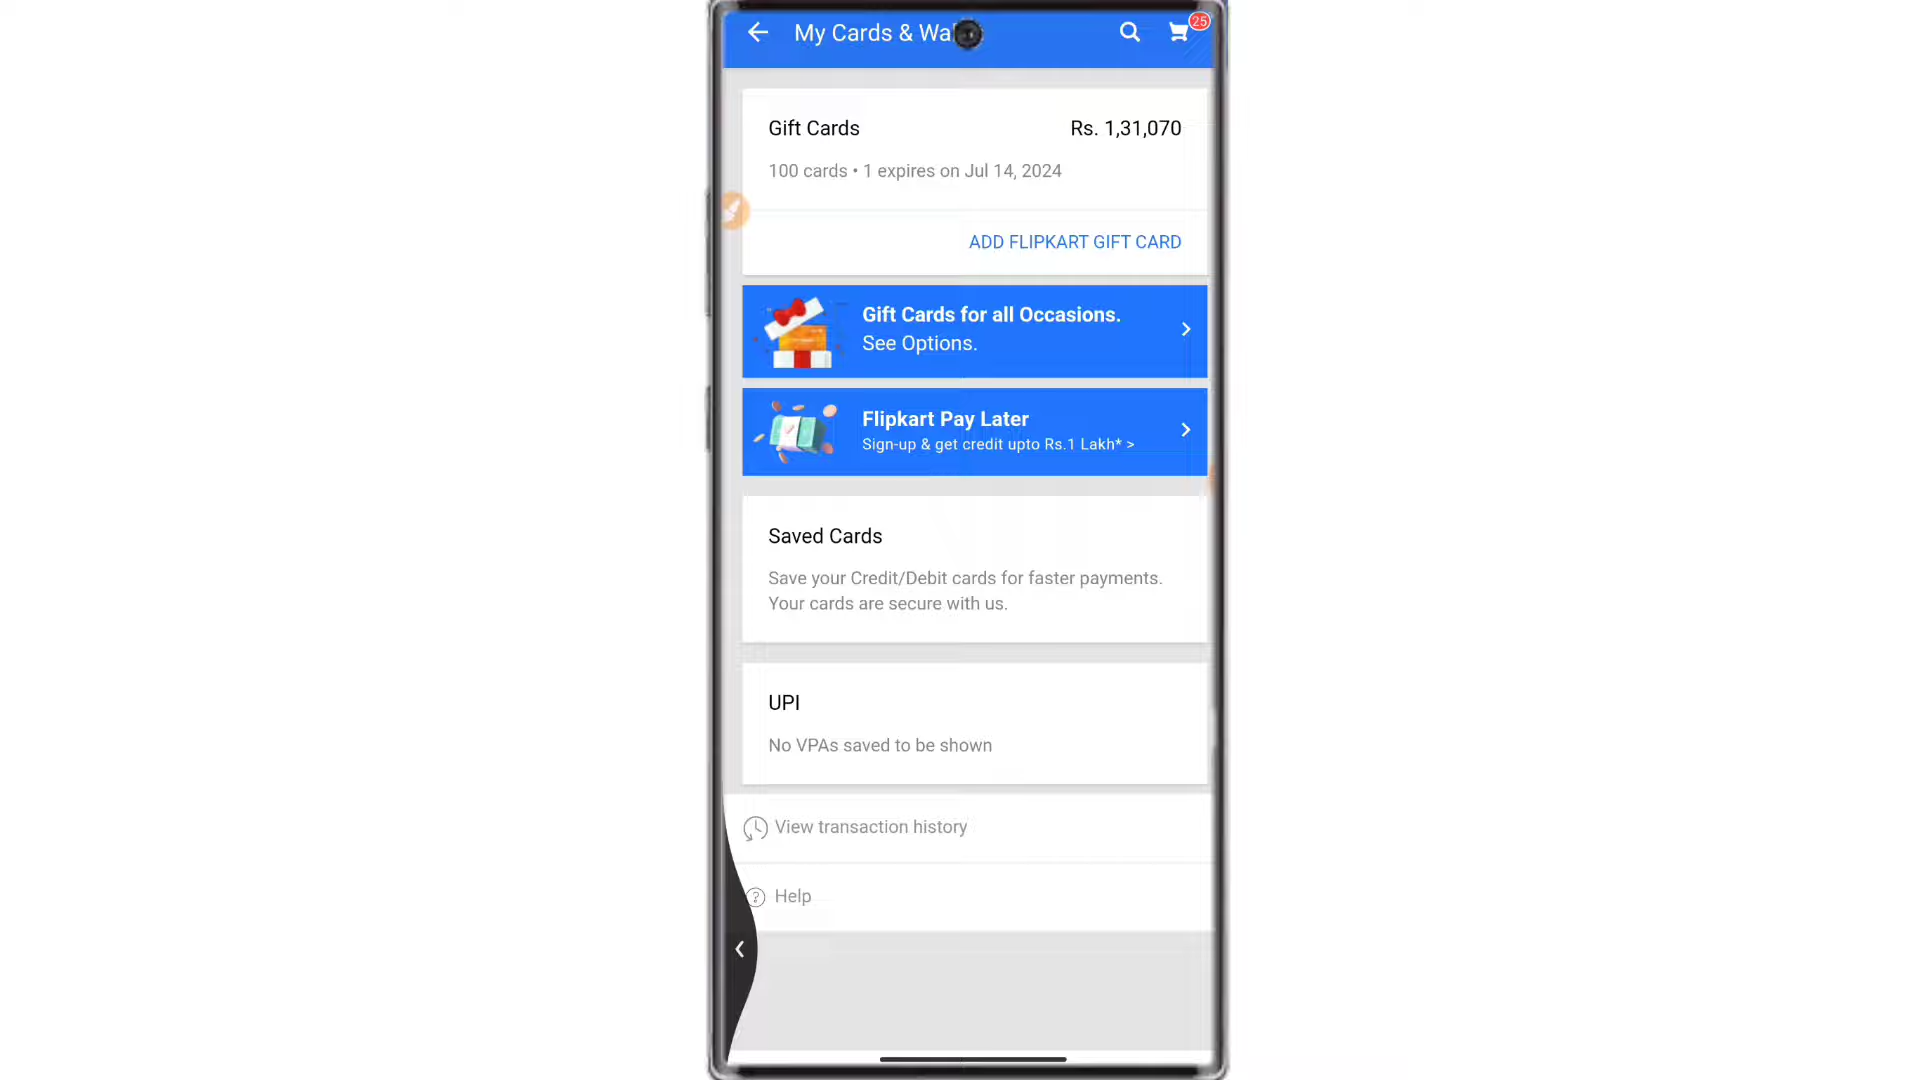 My Cards & Wa
25
Gift Cards Rs. 1,31,070
100 cards • 1 expires on Jul 14, 2024
ADD FLIPKART GIFT CARD
Gift Cards for all Occasions.
See Options.
Flipkart Pay Later
Sign-up & get credit upto Rs.1 Lakh* >
Saved Cards
Save your Credit/Debit cards for faster payments.
Your cards are secure with us.
UPI
No VPAs saved to be shown
View transaction history
Help